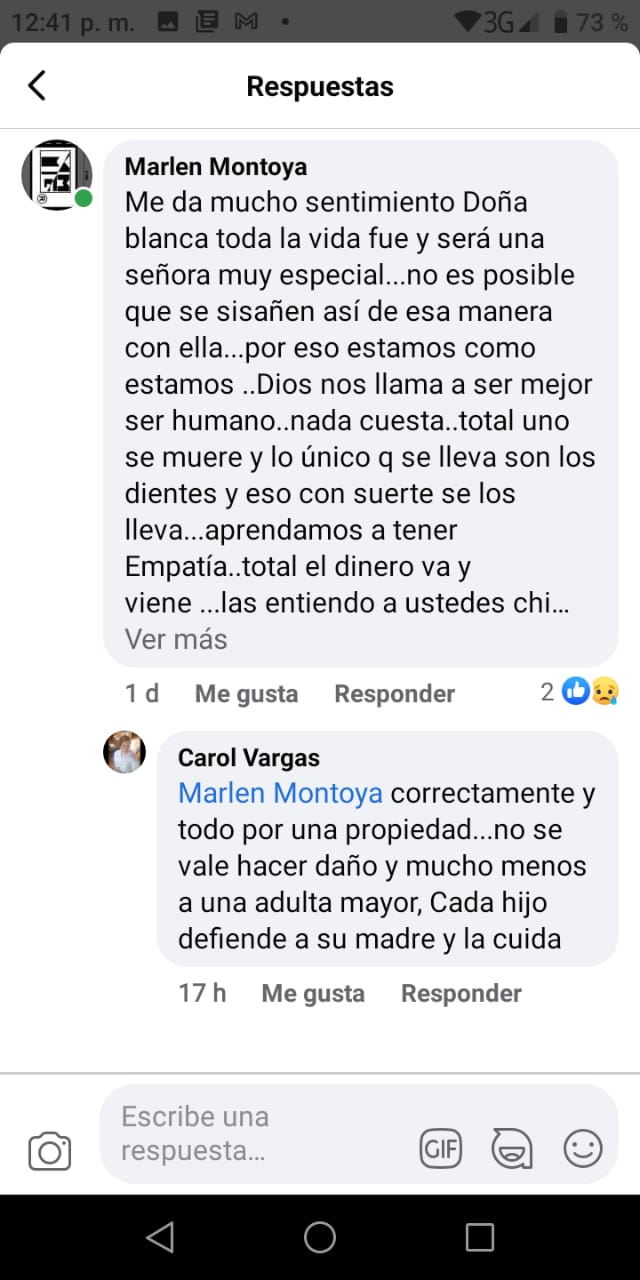 12:41 p. m.
3G
73 %
Respuestas
Marlen Montoya
Me da mucho sentimiento Doña
blanca toda la vida fue y será una
señora muy especial...no es posible
que se sisañen así de esa manera
con ella...por eso estamos como
estamos ..Dios nos llama a ser mejor
ser humano..nada cuesta..total uno
se muere y lo único q se lleva son los
dientes y eso con suerte se los
lleva...aprendamos a tener
Empatía..total el dinero va y
viene ...las entiendo a ustedes chi...
Ver más
1 d Me gusta Responder 2
Carol Vargas
Marlen Montoya correctamente y
todo por una propiedad...no se
vale hacer daño y mucho menos
a una adulta mayor, Cada hijo
defiende a su madre y la cuida
17 h Me gusta Responder
Escribe una
respuesta...
GIF